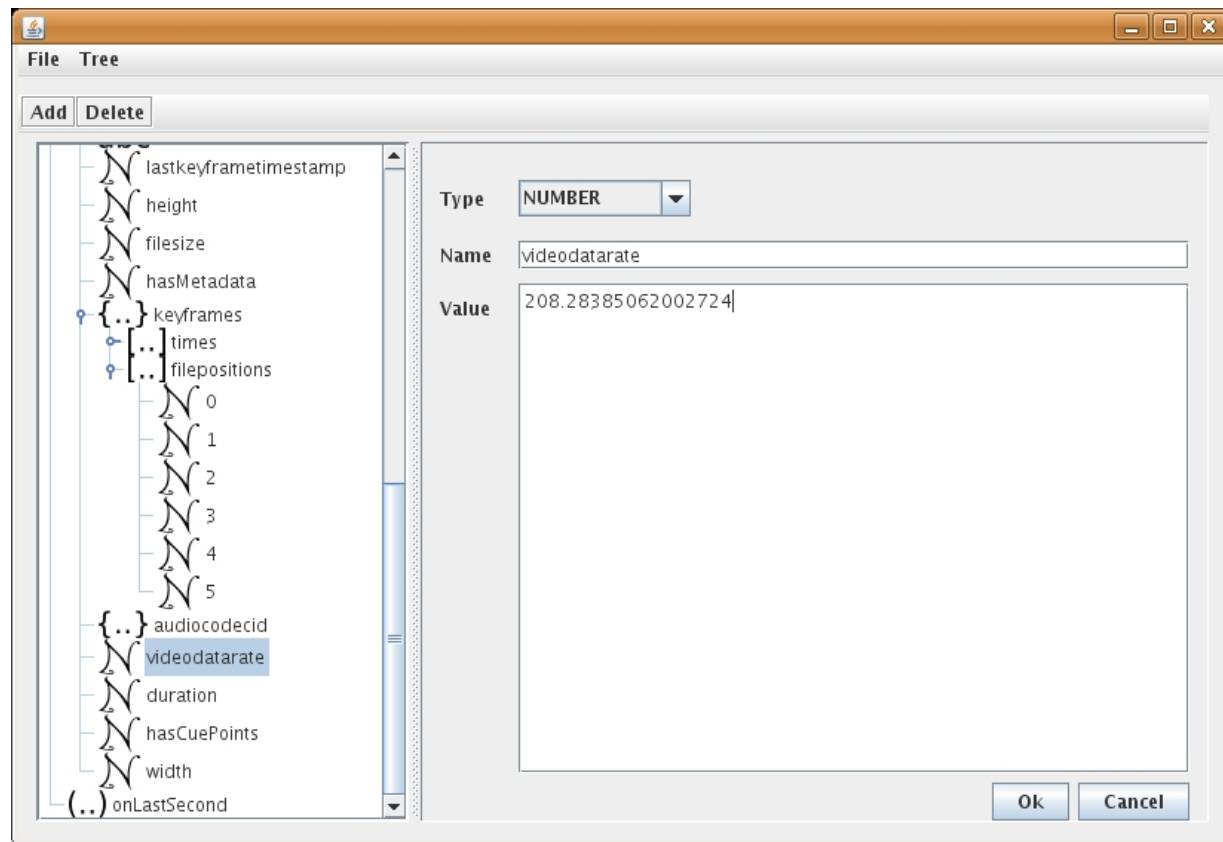 File Tree
Add Delete
lastkeyframetimestamp
height
filesize
hasMetadata
{..} keyframes
[..] times
[..] filepositions
N 0
N 1
N 2
N 3
N 4
N 5
{..} audiocodecid
N videodatarate
N duration
N hasCuePoints
N width
(..) onLastSecond
Type NUMBER
Name videodatarate
Value 208.28385062002724
Ok Cancel